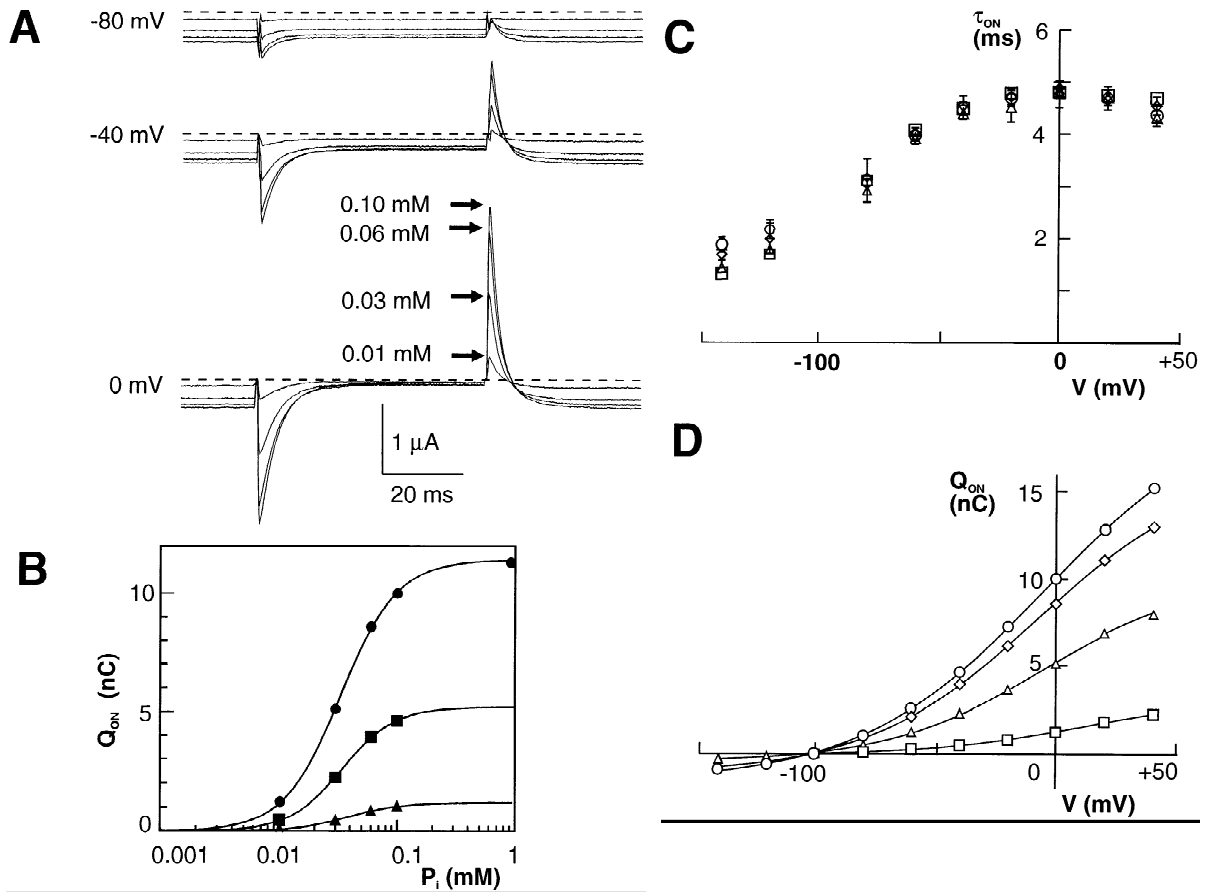 A
-80 mV
-40 mV
0.10 mM
0.06 mM
0.03 mM
0.01 mM
0 mV
1 μA
20 ms
B
10
5
0
Q_ON (nC)
0.001 0.01 0.1 1
P_i (mM)
C
τ_ON
(ms)
6
4
2
-100 0 +50
V (mV)
D
Q_ON
(nC)
15
10
5
-100 0 +50
V (mV)